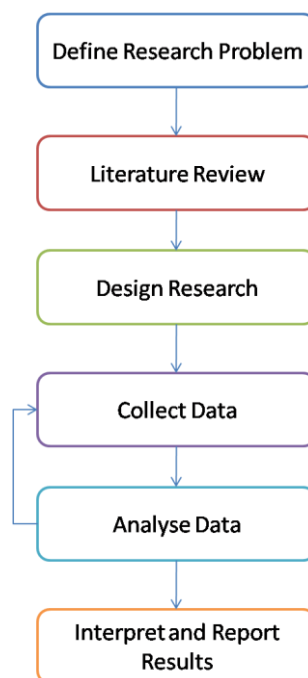 Define Research Problem
Literature Review
Design Research
Collect Data
Analyse Data
Interpret and Report
Results